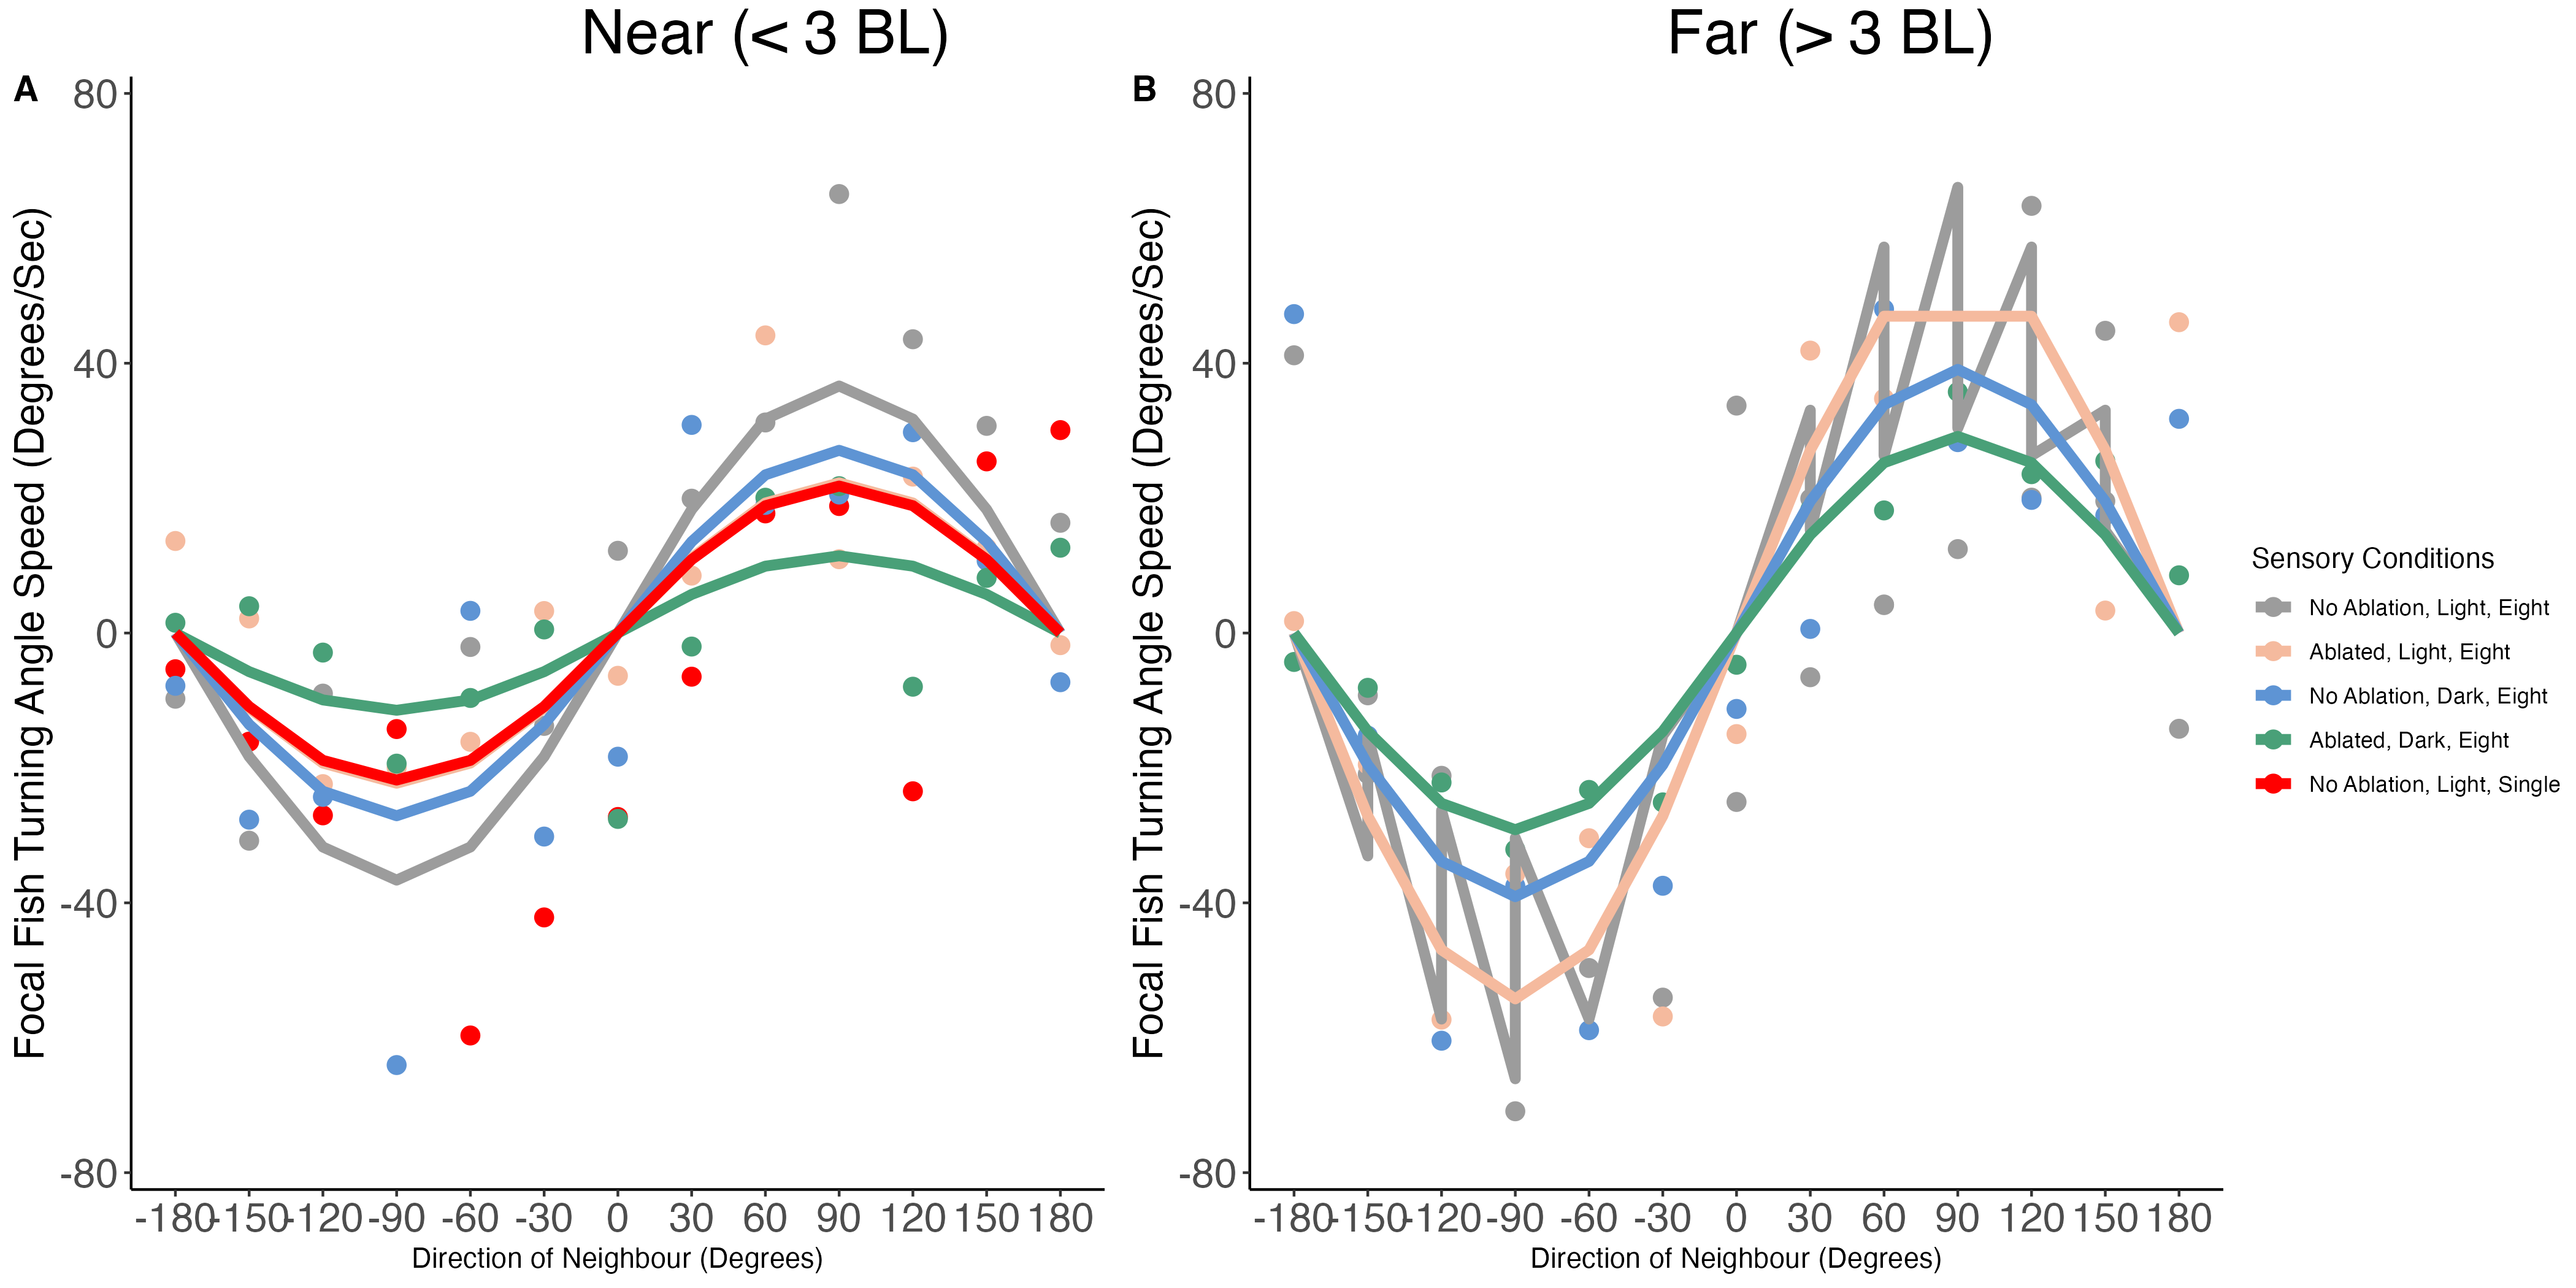 Near (< 3 BL)
Far (> 3 BL)
A
80
40
0
-40
-80
Focal Fish Turning Angle Speed (Degrees/Sec)
-180 -150 -120 -90 -60 -30 0 30 60 90 120 150 180
Direction of Neighbour (Degrees)
B
80
40
0
-40
-80
Focal Fish Turning Angle Speed (Degrees/Sec)
-180 -150 -120 -90 -60 -30 0 30 60 90 120 150 180
Direction of Neighbour (Degrees)
Sensory Conditions
No Ablation, Light, Eight
Ablated, Light, Eight
No Ablation, Dark, Eight
Ablated, Dark, Eight
No Ablation, Light, Single